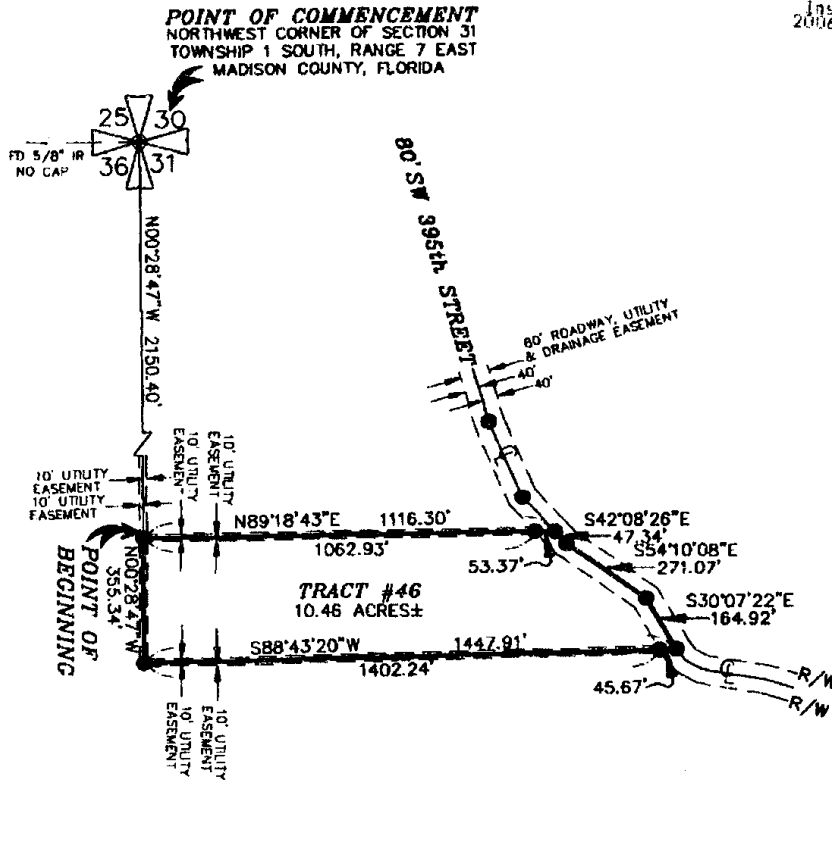 POINT OF COMMENCEMENT
NORTHWEST CORNER OF SECTION 31
TOWNSHIP 1 SOUTH, RANGE 7 EAST
MADISON COUNTY, FLORIDA
25 30
36 31
FD 5/8" IR
NO CAP
N00°28'47"W 2150.40'
80' SW 395th STREET
80' ROADWAY, UTILITY
& DRAINAGE EASEMENT
40'
40'
10' UTILITY
EASEMENT
10' UTILITY
EASEMENT
10' UTILITY
EASEMENT
10' UTILITY
EASEMENT
N89°18'43"E 1116.30'
1062.93'
53.37'
S42°08'26"E
47.34'
S54°10'08"E
271.07'
S30°07'22"E
164.92'
POINT OF
BEGINNING
N00°28'47"W
355.34'
TRACT #46
10.46 ACRES±
S88°43'20"W 1447.91'
1402.24'
45.67'
10' UTILITY
EASEMENT
10' UTILITY
EASEMENT
R/W
R/W